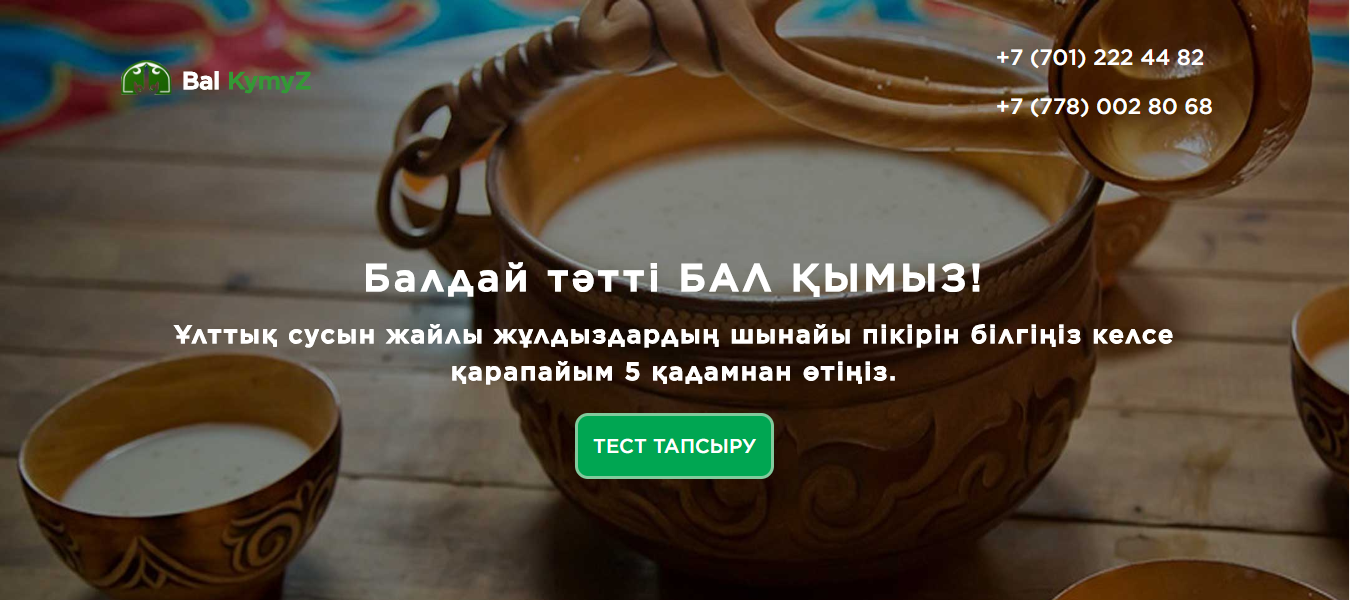 Bal KymyZ
+7 (701) 222 44 82
+7 (778) 002 80 68
Балдай тәтті БАЛ ҚЫМЫЗ!
Ұлттық сусын жайлы жұлдыздардың шынайы пікірін білгіңіз келсе
қарапайым 5 қадамнан өтіңіз.
ТЕСТ ТАПСЫРУ